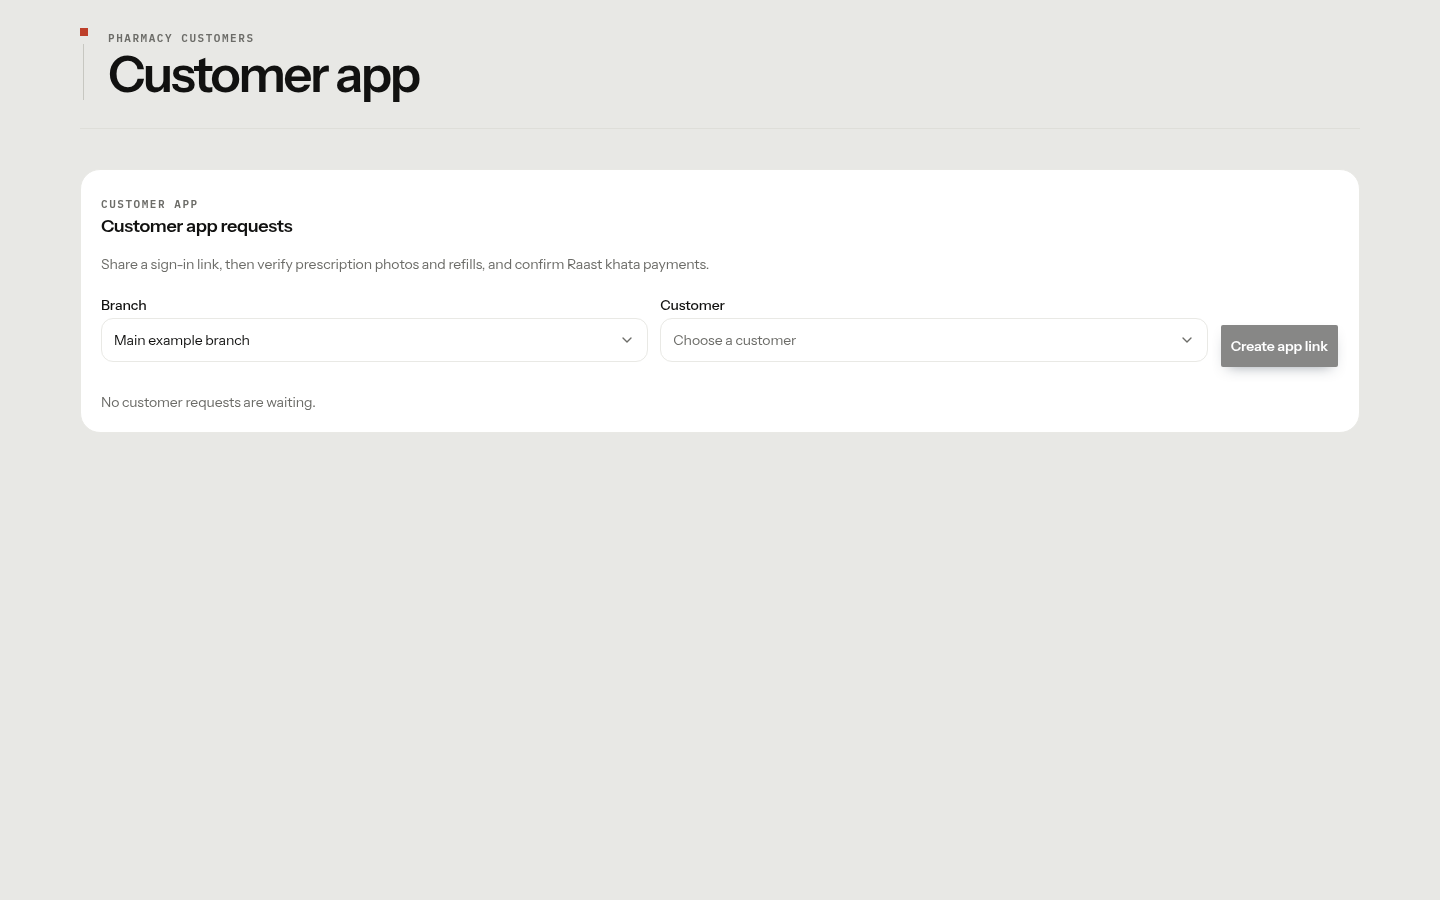 PHARMACY CUSTOMERS
Customer app
CUSTOMER APP
Customer app requests
Share a sign-in link, then verify prescription photos and refills, and confirm Raast khata payments.
Branch
Customer
Main example branch
Choose a customer
Create app link
No customer requests are waiting.